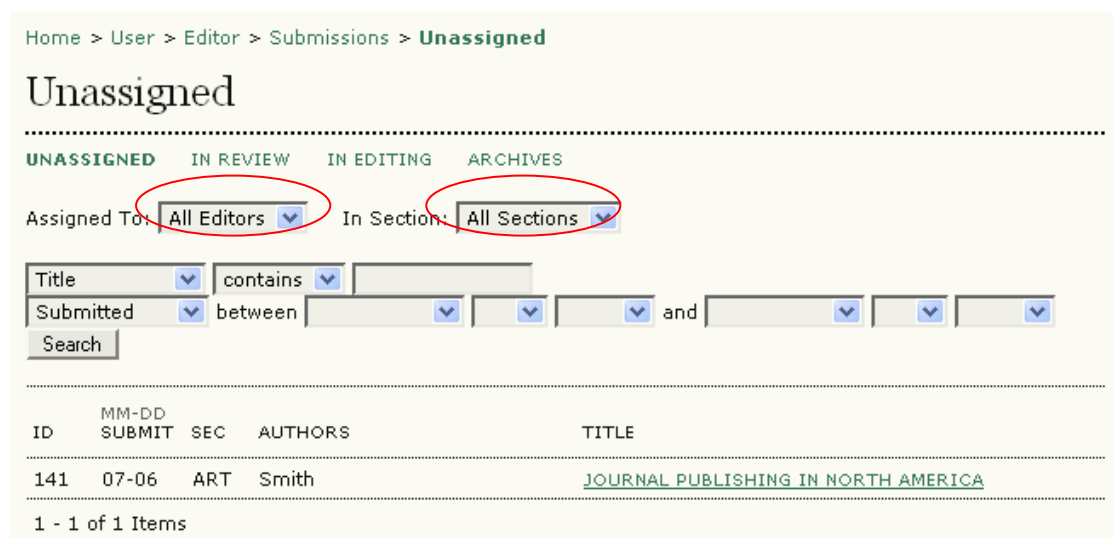 Home > User > Editor > Submissions > Unassigned
Unassigned
UNASSIGNED IN REVIEW IN EDITING ARCHIVES
Assigned To: All Editors In Section: All Sections
Title contains
Submitted between and
Search
MM-DD
ID SUBMIT SEC AUTHORS TITLE
141 07-06 ART Smith JOURNAL PUBLISHING IN NORTH AMERICA
1 - 1 of 1 Items